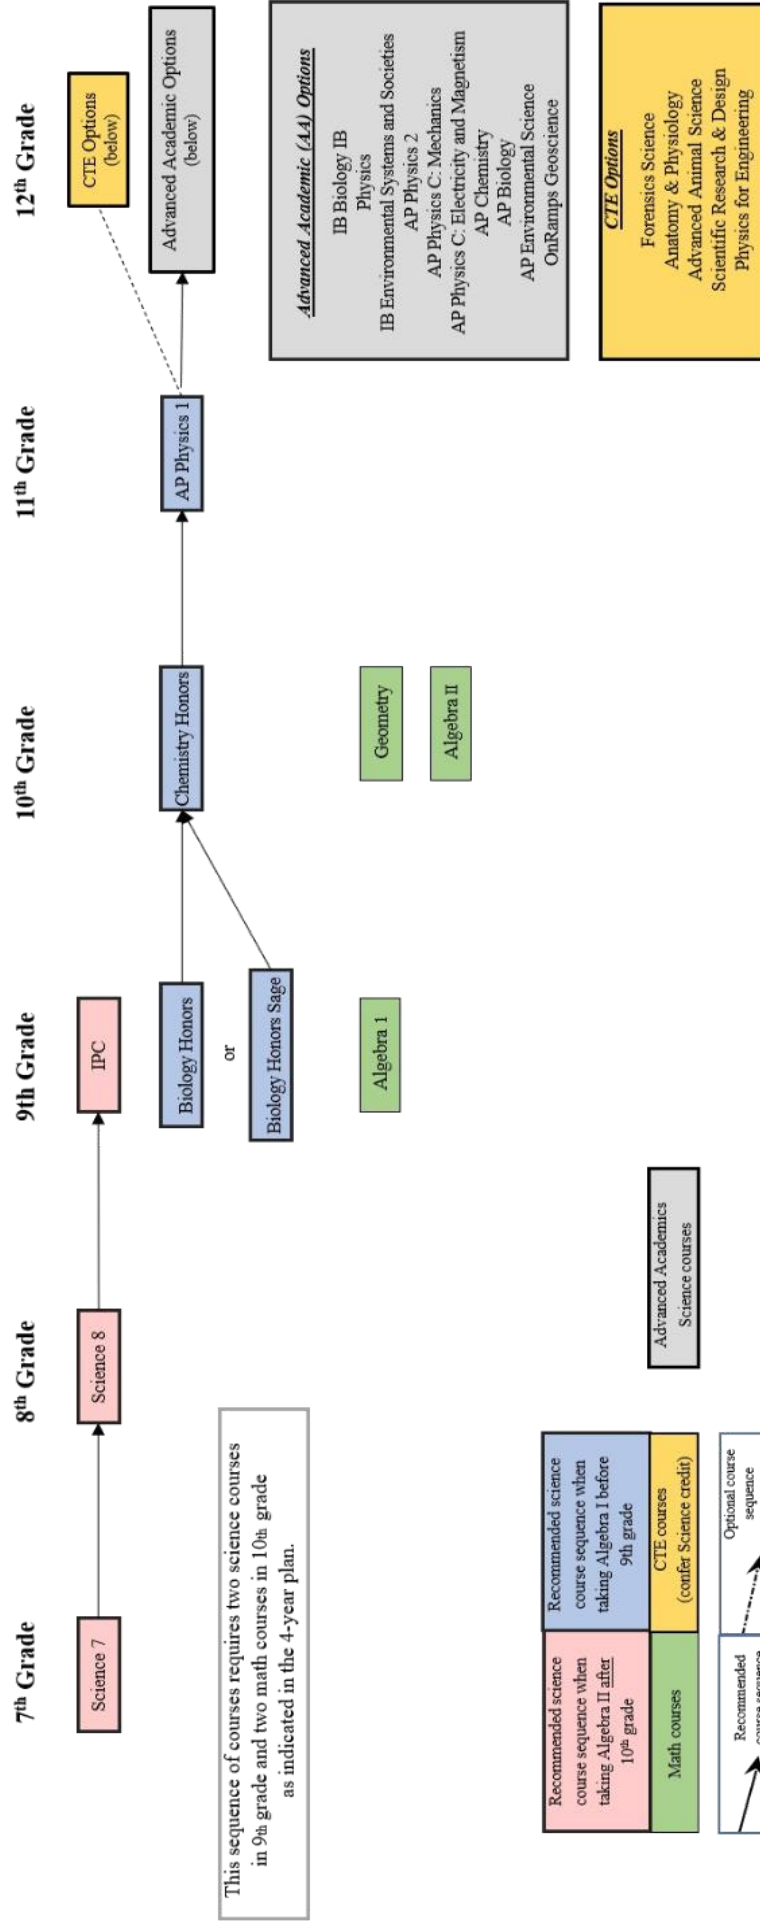 7th Grade
8th Grade
9th Grade
10th Grade
11th Grade
12th Grade
Science 7
Science 8
IPC
CTE Options
(below)
Biology Honors
Chemistry Honors
AP Physics 1
Advanced Academic Options
(below)
or
Biology Honors Sage
This sequence of courses requires two science courses
in 9th grade and two math courses in 10th grade
as indicated in the 4-year plan.
Algebra 1
Geometry
Algebra II
Advanced Academic (AA) Options
IB Biology IB
Physics
IB Environmental Systems and Societies
AP Physics 2
AP Physics C: Mechanics
AP Physics C: Electricity and Magnetism
AP Chemistry
AP Biology
AP Environmental Science
OnRamps Geoscience
CTE Options
Forensics Science
Anatomy & Physiology
Advanced Animal Science
Scientific Research & Design
Physics for Engineering
Recommended science
course sequence when
taking Algebra II after
10th grade
Recommended science
course sequence when
taking Algebra I before
9th grade
Math courses
CTE courses
(confer Science credit)
Advanced Academics
Science courses
Recommended
course sequence
Optional course
sequence